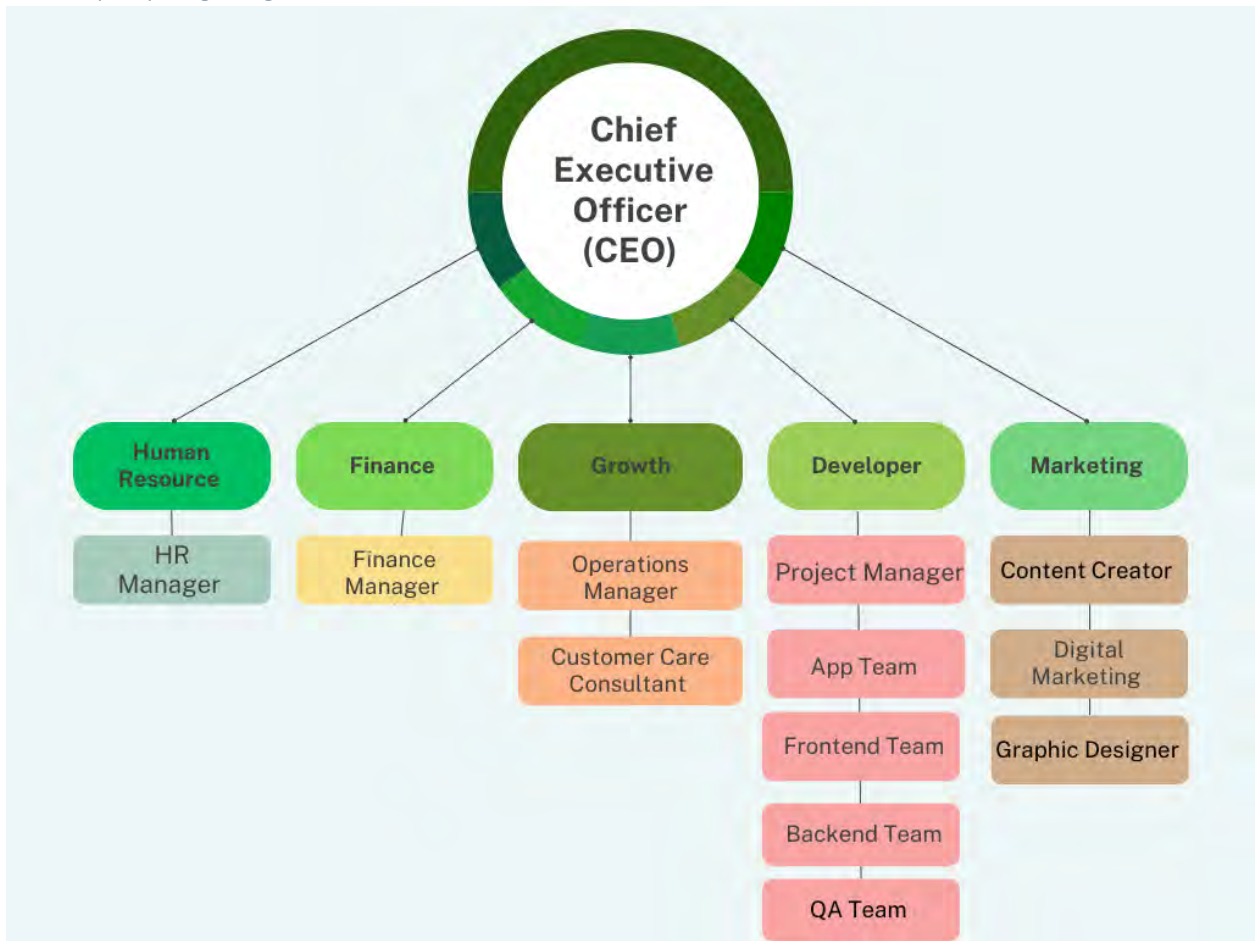 Chief
Executive
Officer
(CEO)
Human
Resource
Finance
Growth
Developer
Marketing
HR
Manager
Finance
Manager
Operations
Manager
Project Manager
Content Creator
Customer Care
Consultant
App Team
Digital
Marketing
Frontend Team
Graphic Designer
Backend Team
QA Team